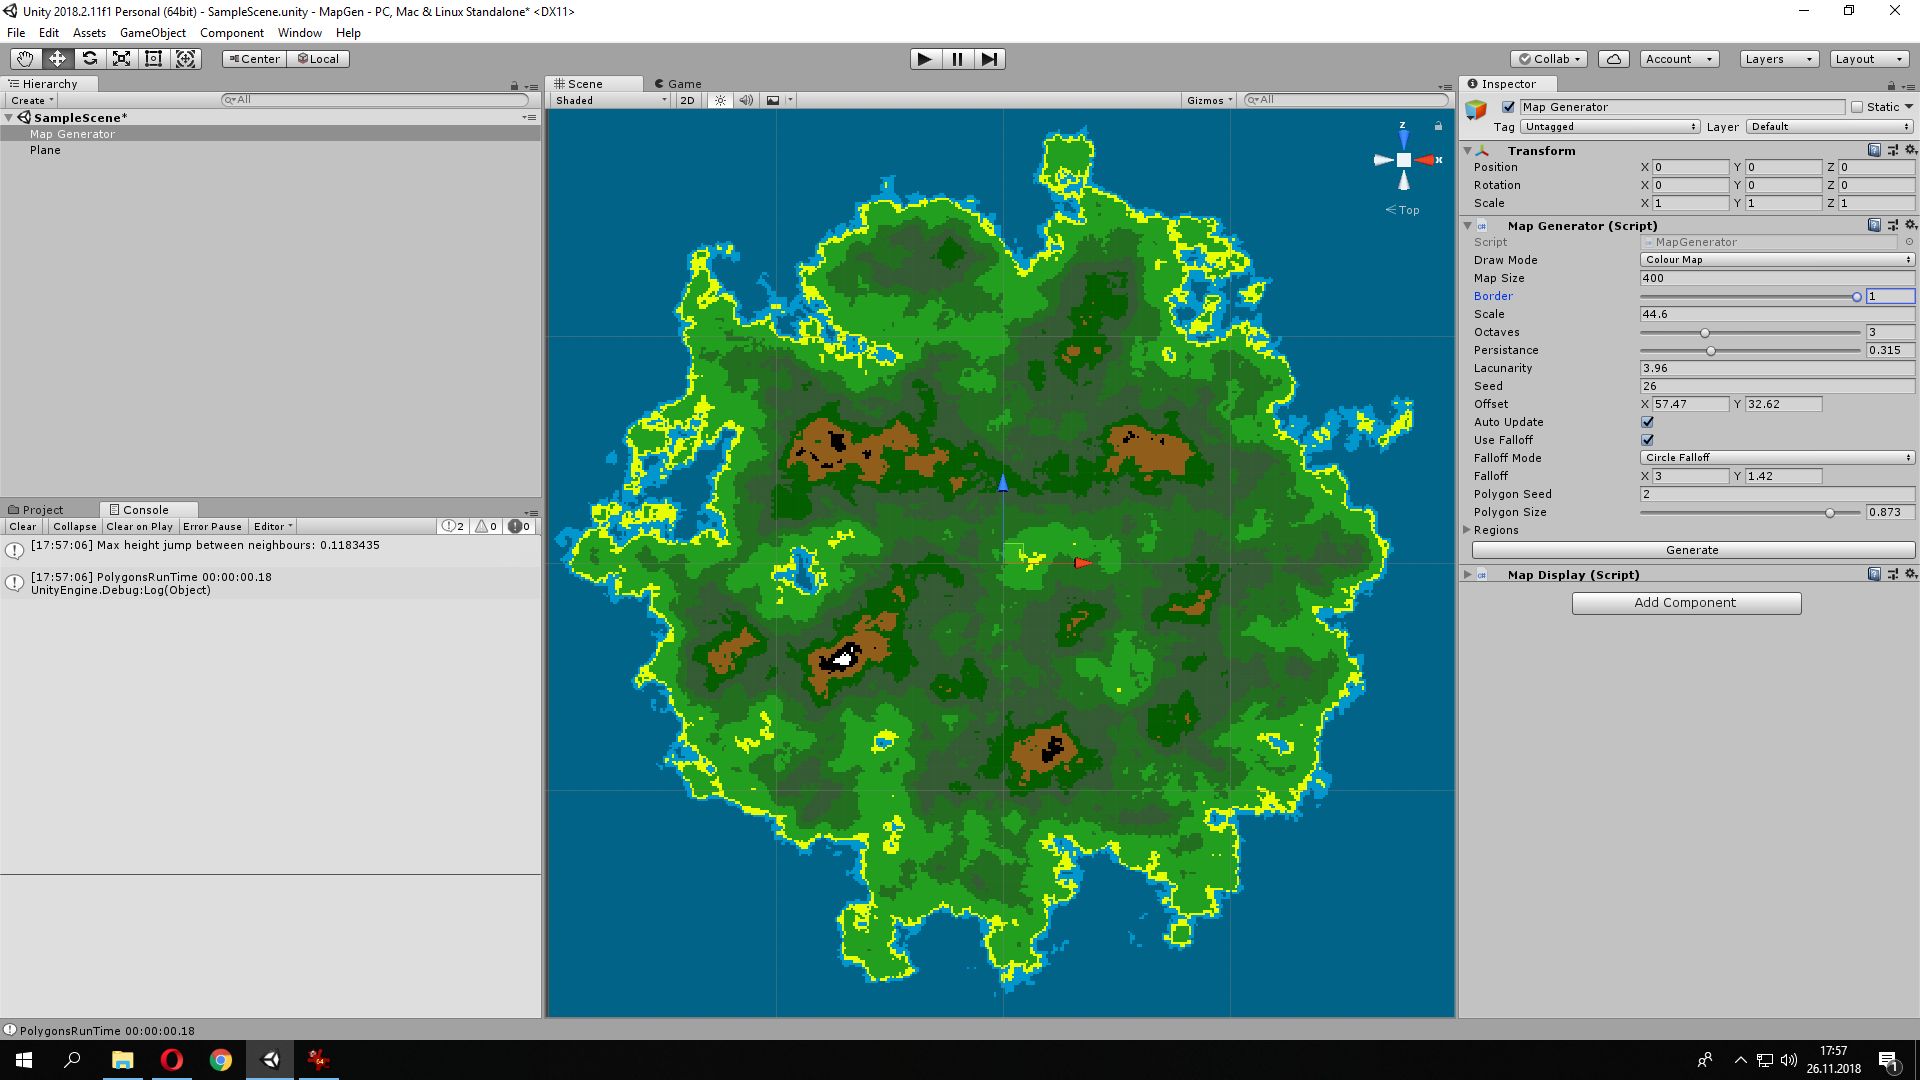 Unity 2018.2.11f1 Personal (64bit) - SampleScene.unity - MapGen - PC, Mac & Linux Standalone* <DX11>
File Edit Assets GameObject Component Window Help
Center Local Collab Account Layers Layout
Hierarchy
Create All
SampleScene*
Map Generator
Plane
Project Console
Clear Collapse Clear on Play Error Pause Editor 2 0 0
[17:57:06] Max height jump between neighbours: 0.1183435
[17:57:06] PolygonsRunTime 00:00:00.18
UnityEngine.Debug:Log(Object)
PolygonsRunTime 00:00:00.18
Scene Game
Shaded 2D Gizmos All
z
x
Top
Inspector
Map Generator Static
Tag Untagged Layer Default
Transform
Position X 0 Y 0 Z 0
Rotation X 0 Y 0 Z 0
Scale X 1 Y 1 Z 1
Map Generator (Script)
Script MapGenerator
Draw Mode Colour Map
Map Size 400
Border 1
Scale 44.6
Octaves 3
Persistance 0.315
Lacunarity 3.96
Seed 26
Offset X 57.47 Y 32.62
Auto Update
Use Falloff
Falloff Mode Circle Falloff
Falloff X 3 Y 1.42
Polygon Seed 2
Polygon Size 0.873
Regions
Generate
Map Display (Script)
Add Component
17:57
26.11.2018
1